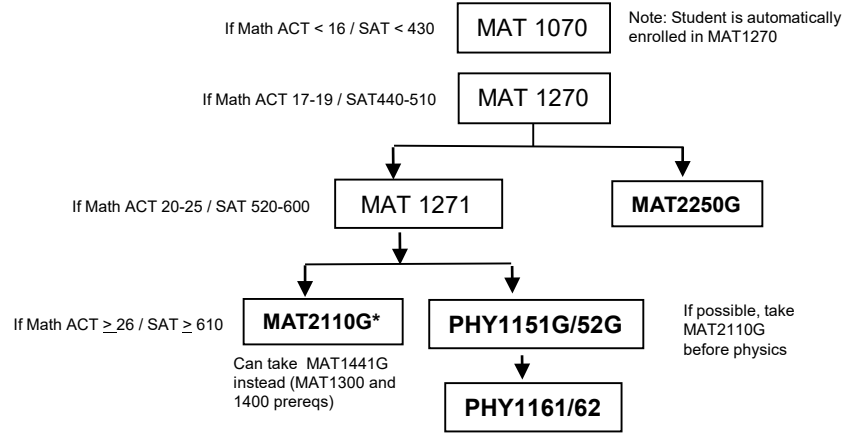 If Math ACT < 16 / SAT < 430
MAT 1070
Note: Student is automatically
enrolled in MAT1270
If Math ACT 17-19 / SAT440-510
MAT 1270
If Math ACT 20-25 / SAT 520-600
MAT 1271
MAT2250G
If Math ACT ≥ 26 / SAT ≥ 610
MAT2110G*
PHY1151G/52G
If possible, take
MAT2110G
before physics
Can take MAT1441G
instead (MAT1300 and
1400 prereqs)
PHY1161/62